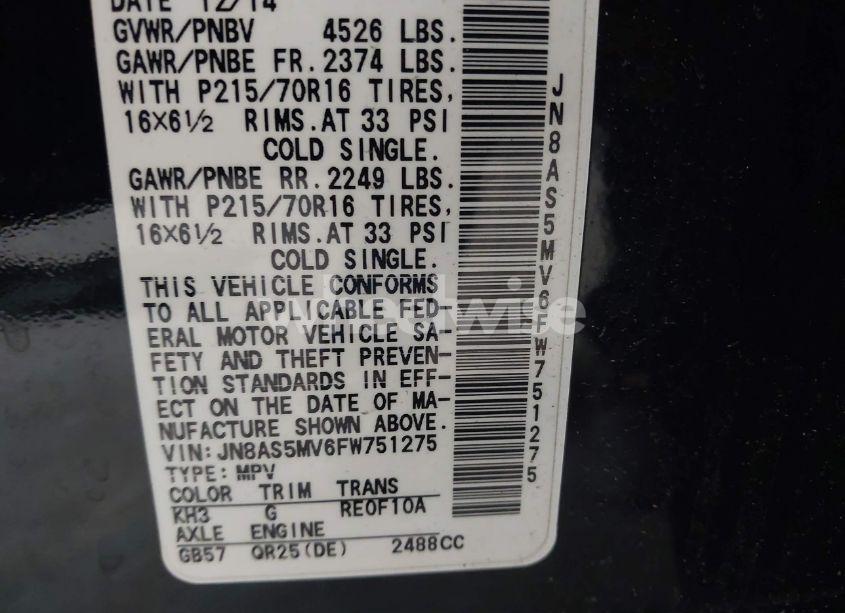 DATE 12/14
GVWR/PNBV 4526 LBS.
GAWR/PNBE FR. 2374 LBS.
WITH P215/70R16 TIRES,
16×6½ RIMS. AT 33 PSI
COLD SINGLE.
GAWR/PNBE RR. 2249 LBS.
WITH P215/70R16 TIRES,
16×6½ RIMS. AT 33 PSI
COLD SINGLE.
THIS VEHICLE CONFORMS
TO ALL APPLICABLE FED-
ERAL MOTOR VEHICLE SA-
FETY AND THEFT PREVEN-
TION STANDARDS IN EFF-
ECT ON THE DATE OF MA-
NUFACTURE SHOWN ABOVE.
VIN: JN8AS5MV6FW751275
TYPE: MPV
COLOR TRIM TRANS
KH3 G RE0F10A
AXLE ENGINE
GB57 QR25(DE) 2488CC
JN8AS5MV6FW751275